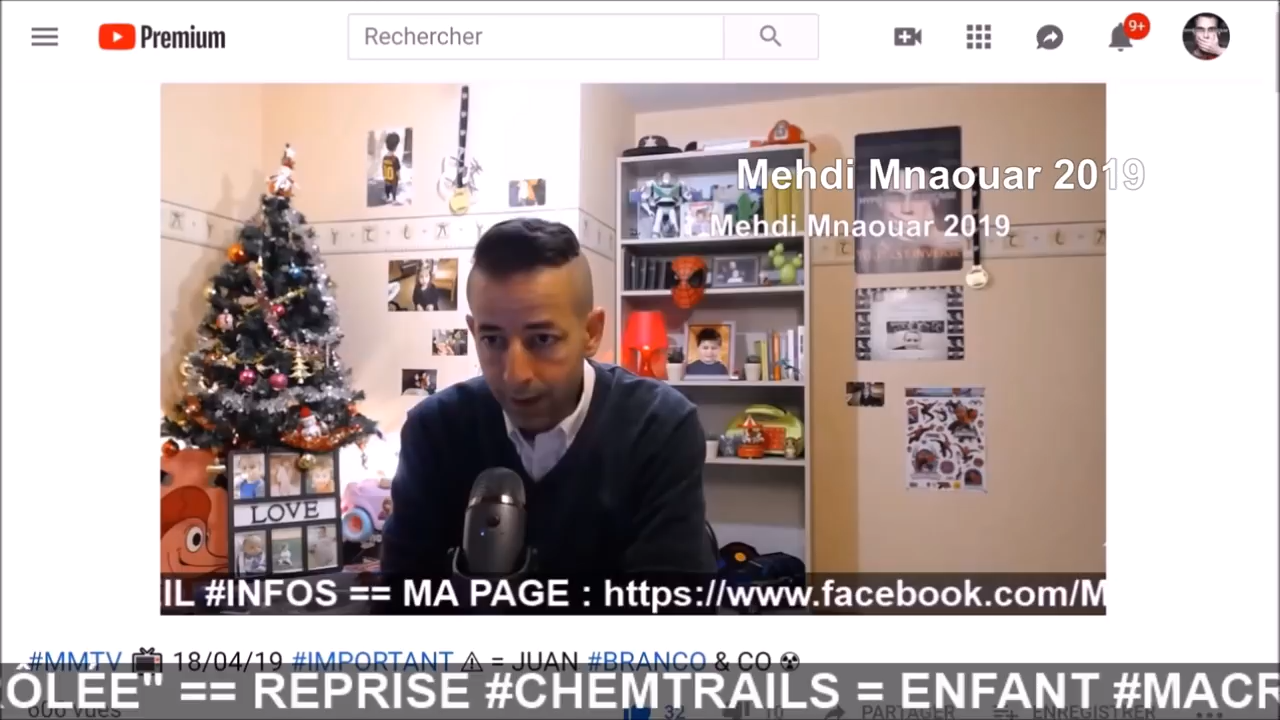 Premium
Rechercher
9+
Mehdi Mnaouar 2019
Mehdi Mnaouar 2019
LOVE
IL #INFOS == MA PAGE : https://www.facebook.com/M
#MMTV 18/04/19 #IMPORTANT ⚠ = JUAN #BRANCO & CO ☢
ÔLÉE" == REPRISE #CHEMTRAILS = ENFANT #MACR
606 vues 32 10 PARTAGER ENREGISTRER